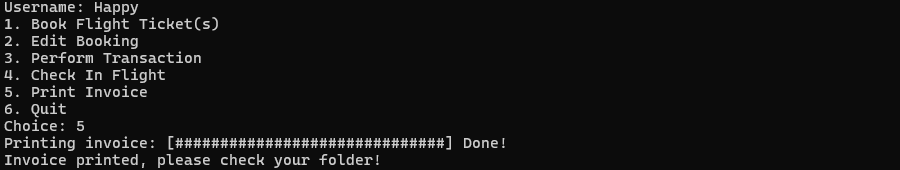 Username: Happy
1. Book Flight Ticket(s)
2. Edit Booking
3. Perform Transaction
4. Check In Flight
5. Print Invoice
6. Quit
Choice: 5
Printing invoice: [##############################] Done!
Invoice printed, please check your folder!